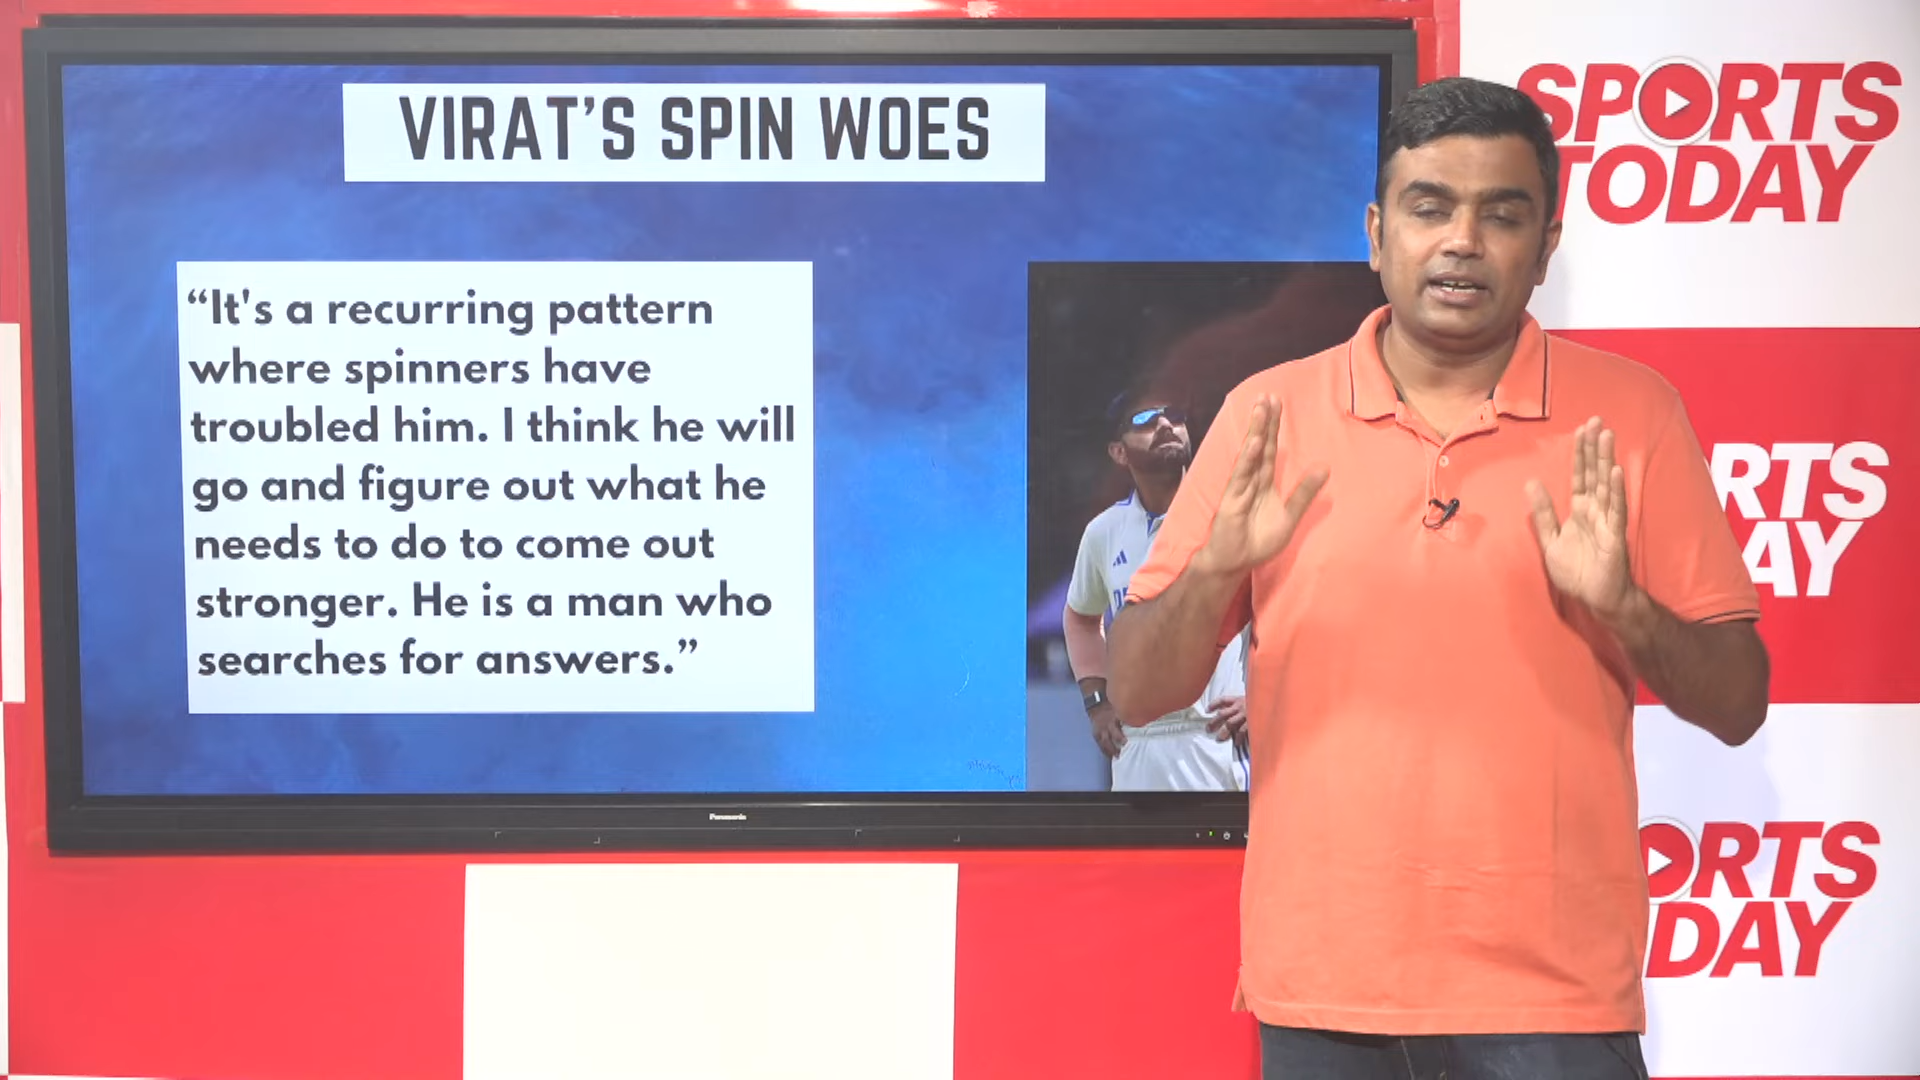 VIRAT'S SPIN WOES
“It's a recurring pattern
where spinners have
troubled him. I think he will
go and figure out what he
needs to do to come out
stronger. He is a man who
searches for answers.”
Panasonic
SPORTS
TODAY
RTS
AY
ORTS
DAY